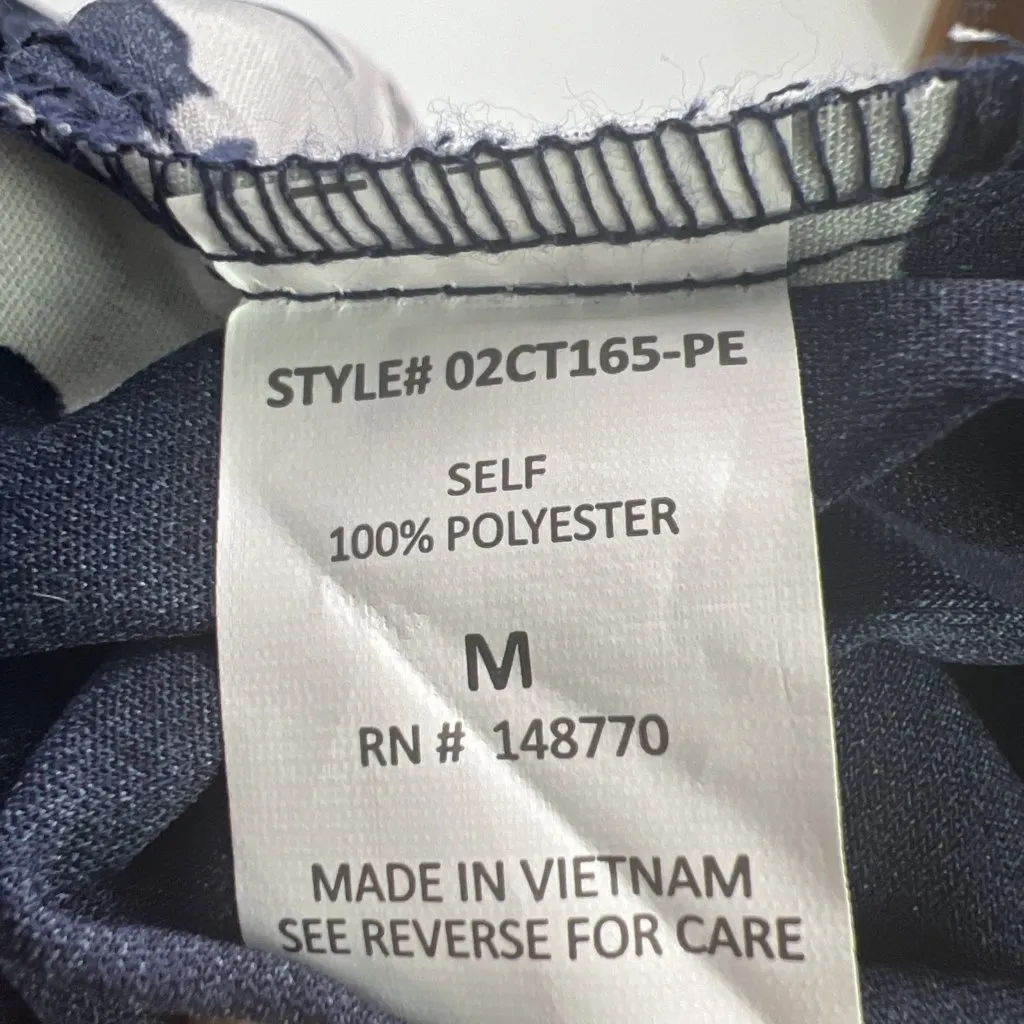 STYLE# 02CT165-PE
SELF
100% POLYESTER
M
RN # 148770
MADE IN VIETNAM
SEE REVERSE FOR CARE